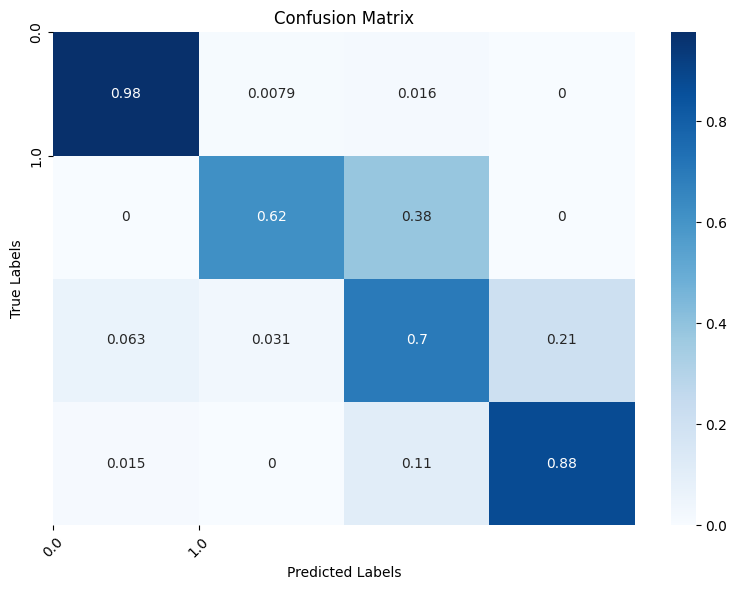 Confusion Matrix
0.0
0.98 0.0079 0.016 0
0.8
1.0
0 0.62 0.38 0
0.6
True Labels
0.4
0.063 0.031 0.7 0.21
0.2
0.015 0 0.11 0.88
0.0
0.0 1.0
Predicted Labels